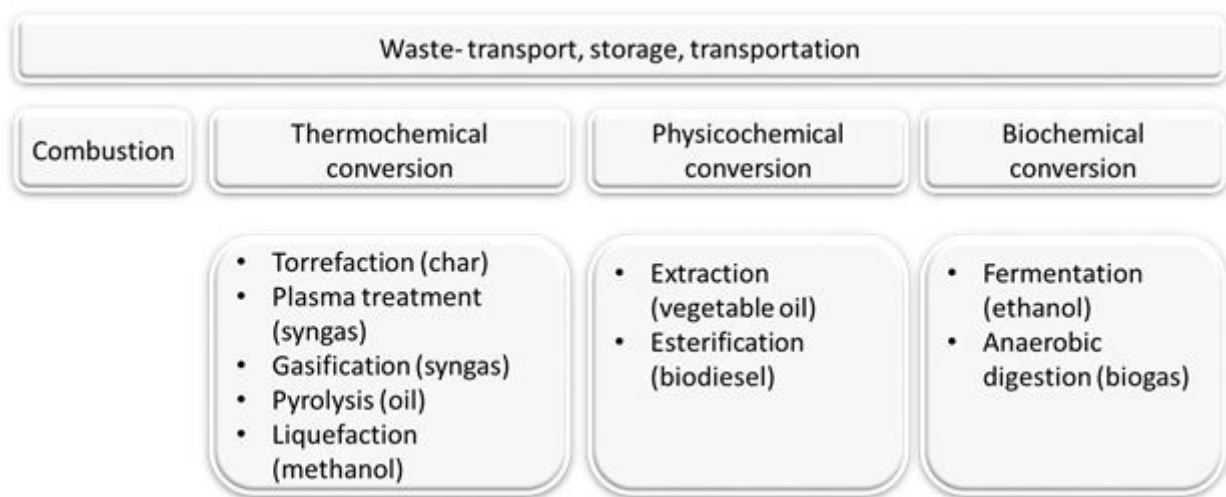 Waste- transport, storage, transportation
Combustion
Thermochemical
conversion
Physicochemical
conversion
Biochemical
conversion
• Torrefaction (char)
• Plasma treatment
(syngas)
• Gasification (syngas)
• Pyrolysis (oil)
• Liquefaction
(methanol)
• Extraction
(vegetable oil)
• Esterification
(biodiesel)
• Fermentation
(ethanol)
• Anaerobic
digestion (biogas)